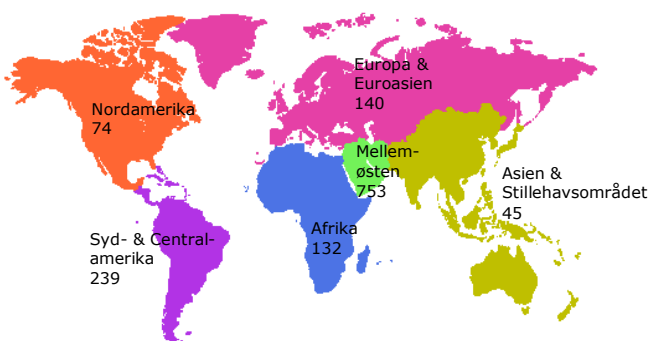 Europa &
Euroasien
140
Nordamerika
74
Mellem-
østen
753
Asien &
Stillehavsområdet
45
Afrika
132
Syd- & Central-
amerika
239